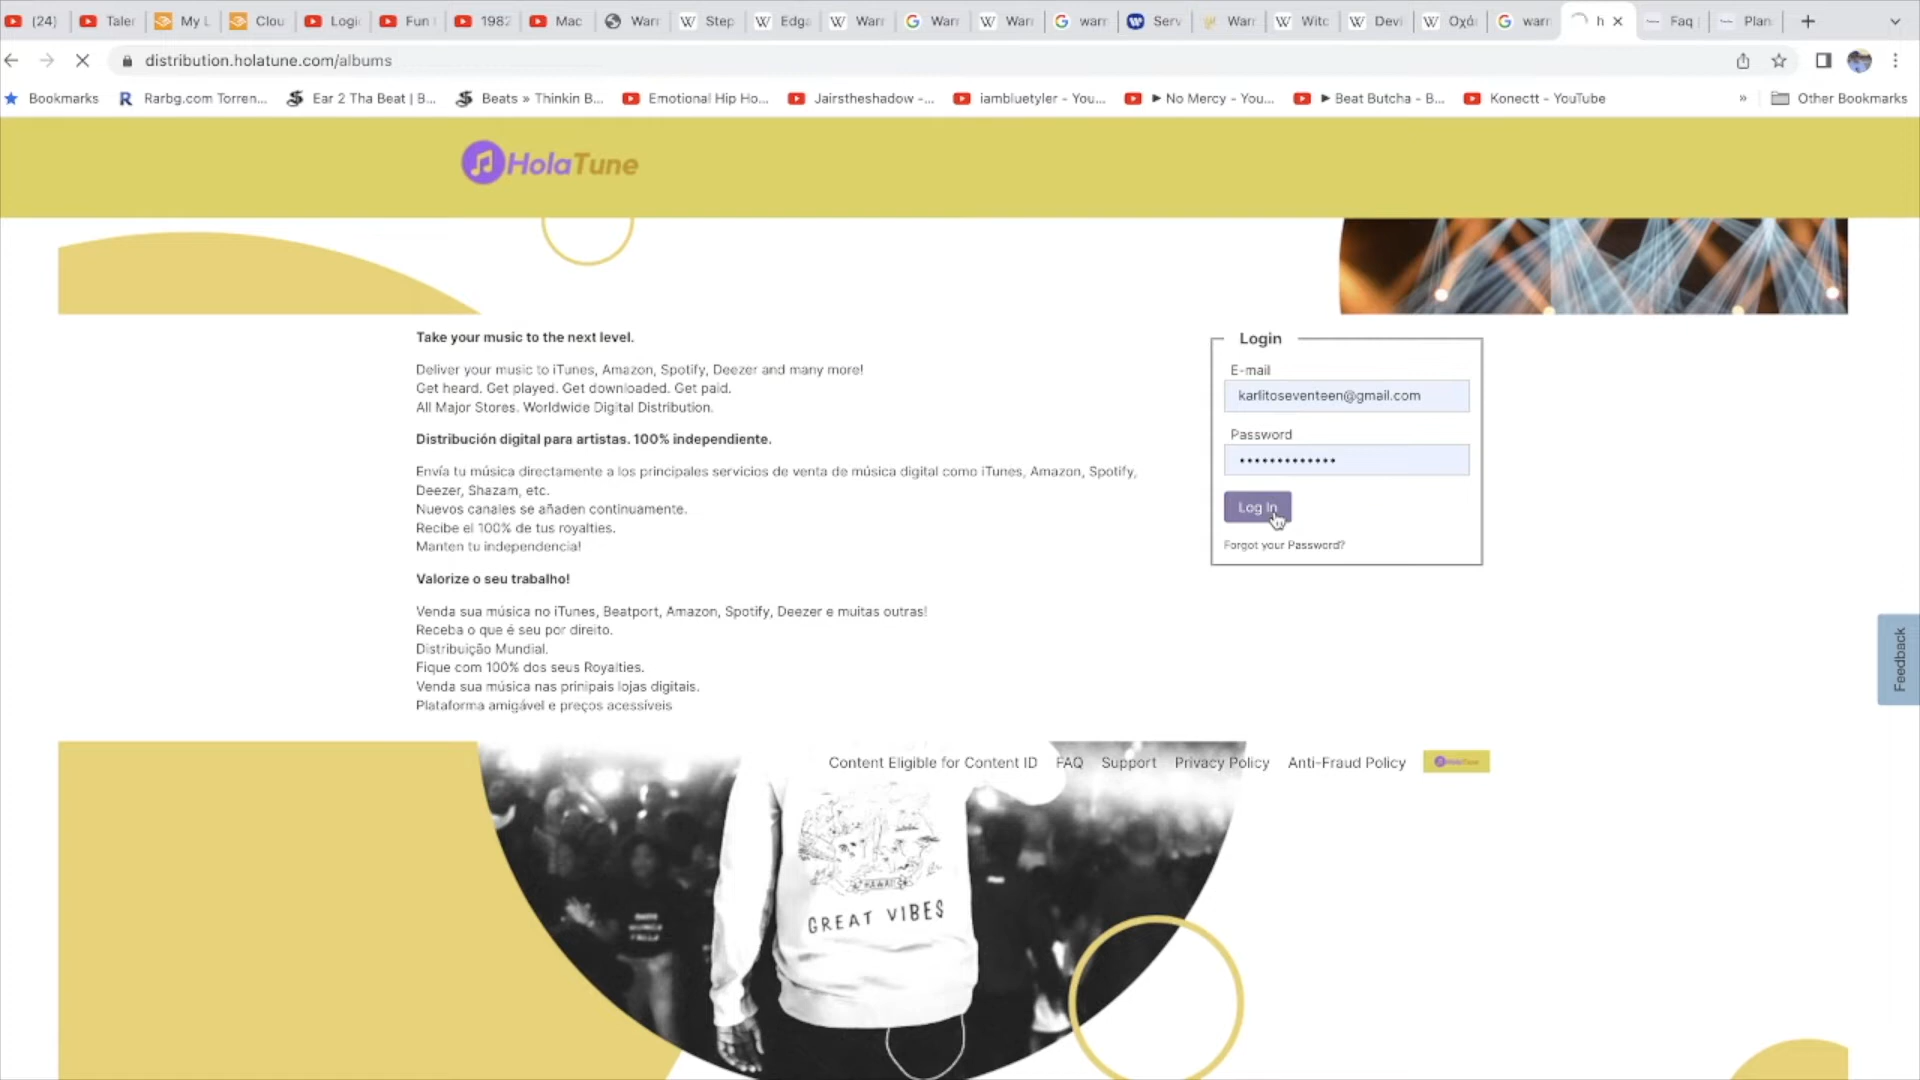 (24)
Taler
My L
Clou
Logic
Fun
1982
Mac
Warr
Step
Edga
Warr
Warr
Warr
warr
Serv
Warr
Witc
Devi
Οχά
warr
h
Faq
Plan
distribution.holatune.com/albums
Bookmarks
Rarbg.com Torren...
Ear 2 Tha Beat | B...
Beats » Thinkin B...
Emotional Hip Ho...
Jairstheshadow -...
iambluetyler - You...
►No Mercy - You...
►Beat Butcha - B...
Konectt - YouTube
»
Other Bookmarks
HolaTune
Take your music to the next level.
Deliver your music to iTunes, Amazon, Spotify, Deezer and many more!
Get heard. Get played. Get downloaded. Get paid.
All Major Stores. Worldwide Digital Distribution.
Distribución digital para artistas. 100% independiente.
Envía tu música directamente a los principales servicios de venta de música digital como iTunes, Amazon, Spotify,
Deezer, Shazam, etc.
Nuevos canales se añaden continuamente.
Recibe el 100% de tus royalties.
Manten tu independencia!
Valorize o seu trabalho!
Venda sua música no iTunes, Beatport, Amazon, Spotify, Deezer e muitas outras!
Receba o que é seu por direito.
Distribuição Mundial.
Fique com 100% dos seus Royalties.
Venda sua música nas prinipais lojas digitais.
Plataforma amigável e preços acessíveis
Login
E-mail
karlitoseventeen@gmail.com
Password
•••••••••••••
Log In
Forgot your Password?
Feedback
Content Eligible for Content ID
FAQ
Support
Privacy Policy
Anti-Fraud Policy
HolaTune
HAWAII
GREAT VIBES